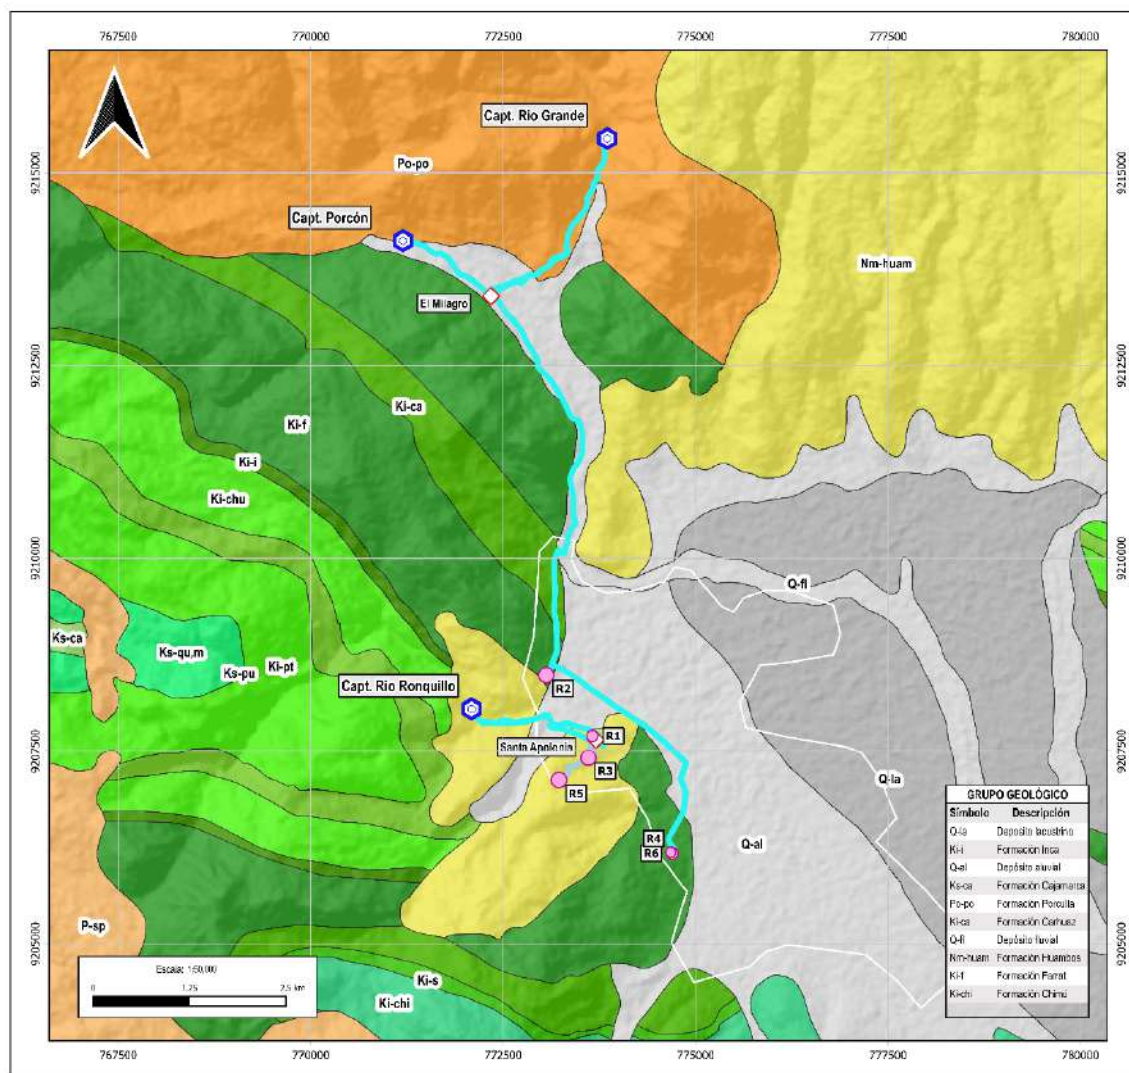 767500 770000 772500 775000 777500 780000
Capt. Rio Grande
9215000 9215000
Po-po
Capt. Porcón
Nm-huam
El Milagro
9212500 9212500
Ki-ca
Ki-f
Ki-i
Ki-chu
9210000 9210000
Q-fl
Ks-ca
Ks-qu,m
Ks-pu
Ki-pt
Capt. Rio Ronquillo
R2
R1
Santa Apolonia
9207500 9207500
R3
R5
Q-la
R4
R6
Q-al
GRUPO GEOLÓGICO
Símbolo Descripción
Q-la Deposito lacustrino
Ki-i Formación Inca
Q-al Depósito aluvial
Ks-ca Formación Cajamarca
Po-po Formación Porculla
Ki-ca Formación Carhuaz
Q-fl Depósito fluvial
Nm-huam Formación Huambos
Ki-f Formación Farrat
Ki-chi Formación Chimú
P-sp
9205000 9205000
Escala: 1:50,000
0 1.25 2.5 km
Ki-s
Ki-chi
767500 770000 772500 775000 777500 780000